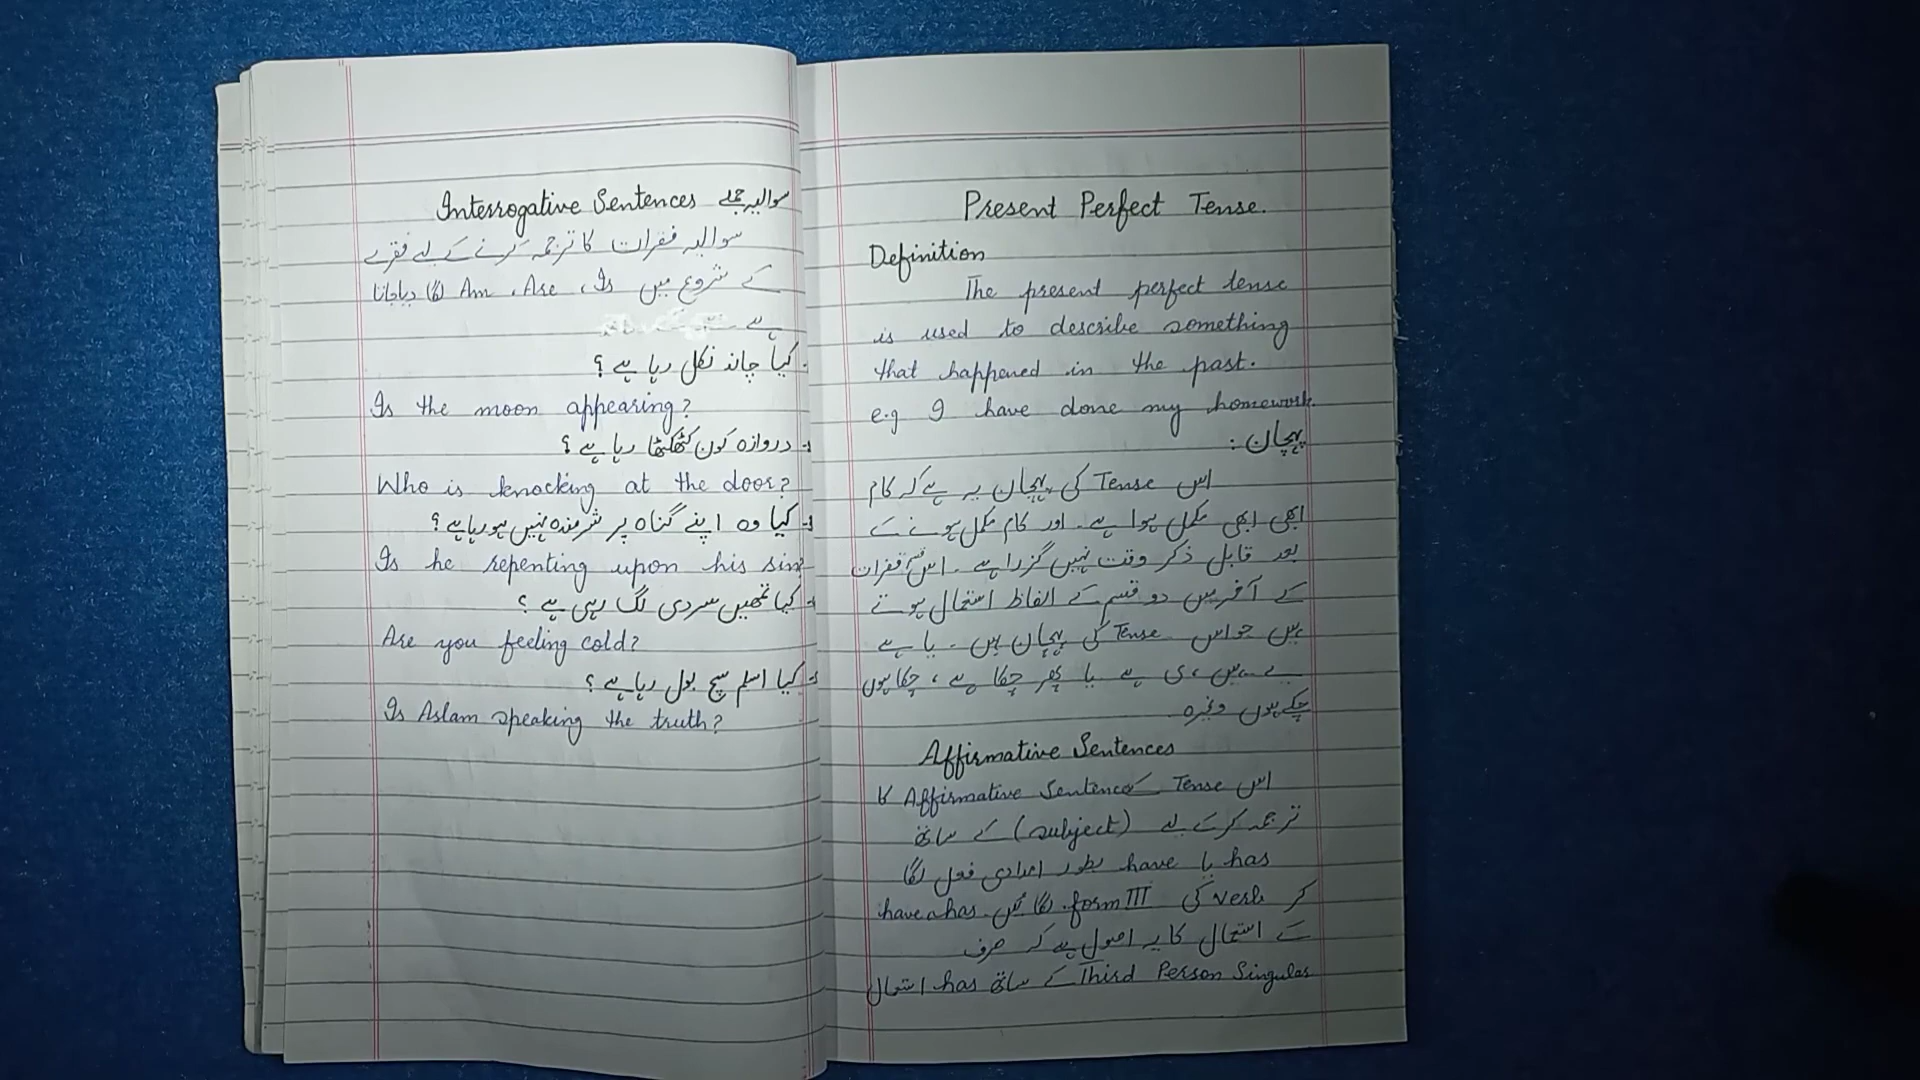 Interrogative Sentences سوالیہ جملے
سوالیہ فقرات کا ترجمہ کرنے کے لیے فقرے
کے شروع میں Is ، Are ، Am لگا دیا جاتا
ہے
کیا چاند نکل رہا ہے ؟
Is the moon appearing?
دروازہ کون کھٹکھٹا رہا ہے ؟
Who is knocking at the door?
کیا وہ اپنے گناہ پر شرمندہ نہیں ہو رہا ہے ؟
Is he repenting upon his sin
کیا تمھیں سردی لگ رہی ہے ؟
Are you feeling cold?
کیا اسلم سچ بول رہا ہے ؟
Is Aslam speaking the truth?
Present Perfect Tense.
Definition
The present perfect tense
is used to describe something
that happened in the past.
e.g I have done my homework.
پہچان :
اس Tense کی پہچان یہ ہے کہ کام
ابھی ابھی مکمل ہوا ہے۔ اور کام مکمل ہونے کے
بعد قابل ذکر وقت نہیں گزرا ہے ۔ اس قسم فقرات
کے آخر میں دو قسم کے الفاظ استعمال ہوتے
ہیں جو اس Tense کی پہچان ہیں ۔ یا ہے
ے ہیں ، ی ہے یا پھر چکا ہے ، چکا ہوں
چکے ہوں وغیرہ
Affirmative Sentences
اس Tense کے Affirmative Sentences کا
ترجمہ کرنے لیے (subject) کے ساتھ
has یا have بطور امدادی فعل لگا
کر verb کی form III لگائیں۔ have has
کے استعمال کا یہ اصول ہے کہ صرف
Third Person Singular کے ساتھ has استعمال